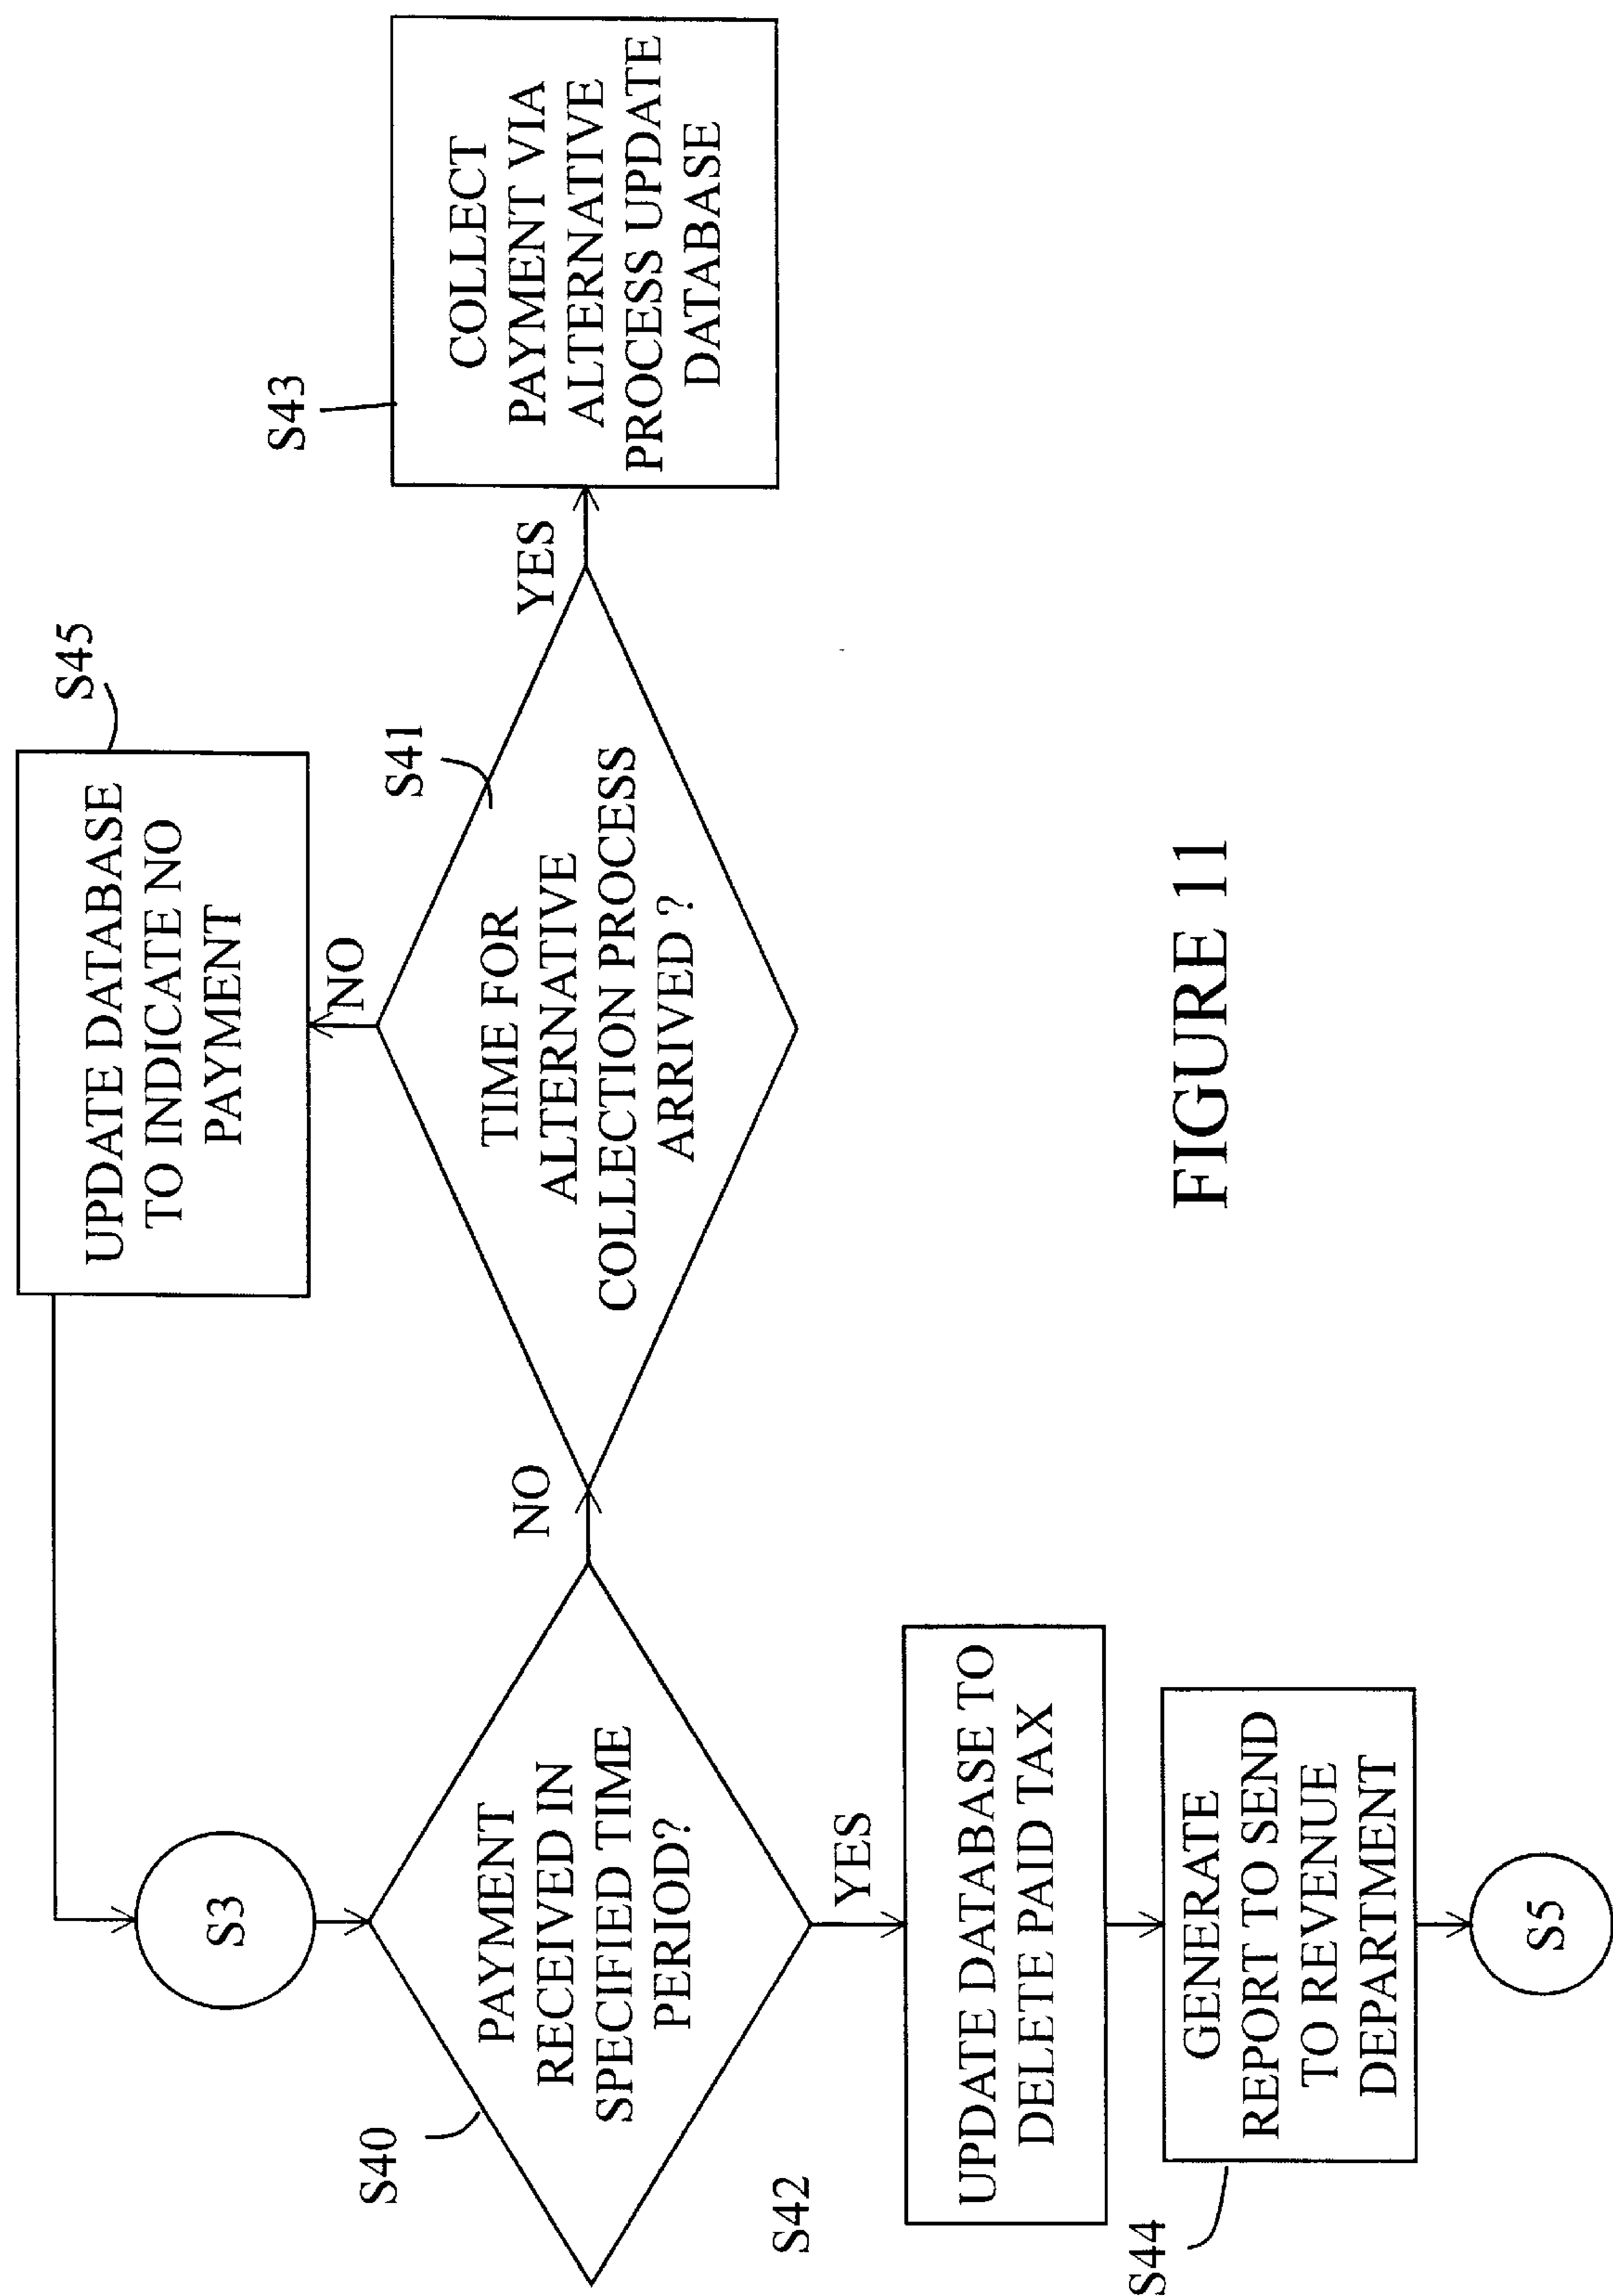 S3
S40
PAYMENT
RECEIVED IN
SPECIFIED TIME
PERIOD?
NO
YES
S42
UPDATE DATABASE TO
DELETE PAID TAX
S44
GENERATE
REPORT TO SEND
TO REVENUE
DEPARTMENT
S5
UPDATE DATABASE
TO INDICATE NO
PAYMENT
S45
NO
S41
TIME FOR
ALTERNATIVE
COLLECTION PROCESS
ARRIVED ?
YES
S43
COLLECT
PAYMENT VIA
ALTERNATIVE
PROCESS UPDATE
DATABASE
FIGURE 11